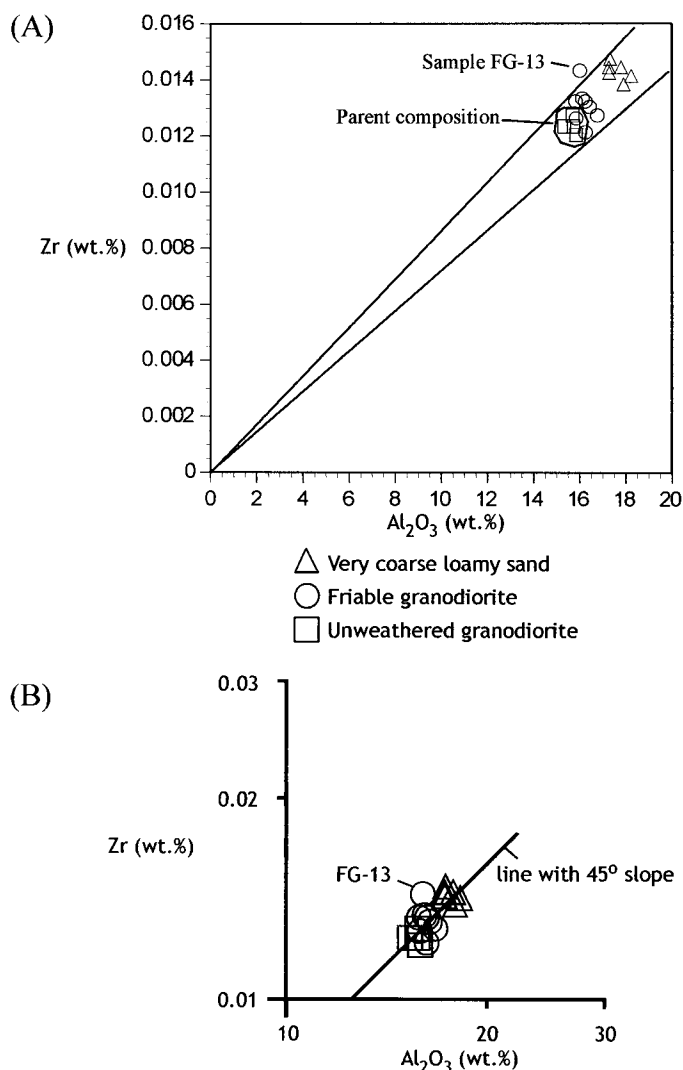 (A)
0.016
0.014
0.012
0.010
0.008
0.006
0.004
0.002
0
Zr (wt.%)
Sample FG-13
Parent composition
0 2 4 6 8 10 12 14 16 18 20
Al₂O₃ (wt.%)
Very coarse loamy sand
Friable granodiorite
Unweathered granodiorite
(B)
0.03
0.02
0.01
Zr (wt.%)
FG-13
line with 45º slope
10 20 30
Al₂O₃ (wt.%)